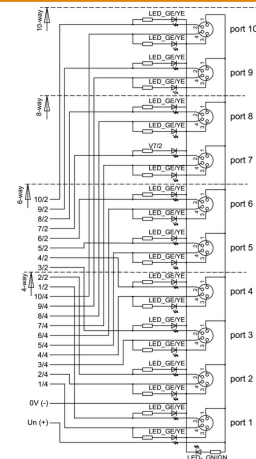 10-way
LED_GE/YE
port 10
LED_GE/YE
LED_GE/YE
port 9
LED_GE/YE
8-way
LED_GE/YE
port 8
LED_GE/YE
V7/2
port 7
LED_GE/YE
6-way
LED_GE/YE
port 6
LED_GE/YE
LED_GE/YE
port 5
LED_GE/YE
4-way
LED_GE/YE
port 4
LED_GE/YE
LED_GE/YE
port 3
LED_GE/YE
LED_GE/YE
port 2
LED_GE/YE
LED_GE/YE
port 1
LED_GE/YE
LED- GN/GN
10/2
9/2
8/2
7/2
6/2
5/2
4/2
3/2
2/2
1/2
10/4
9/4
8/4
7/4
6/4
5/4
4/4
3/4
2/4
1/4
0V (-)
Un (+)